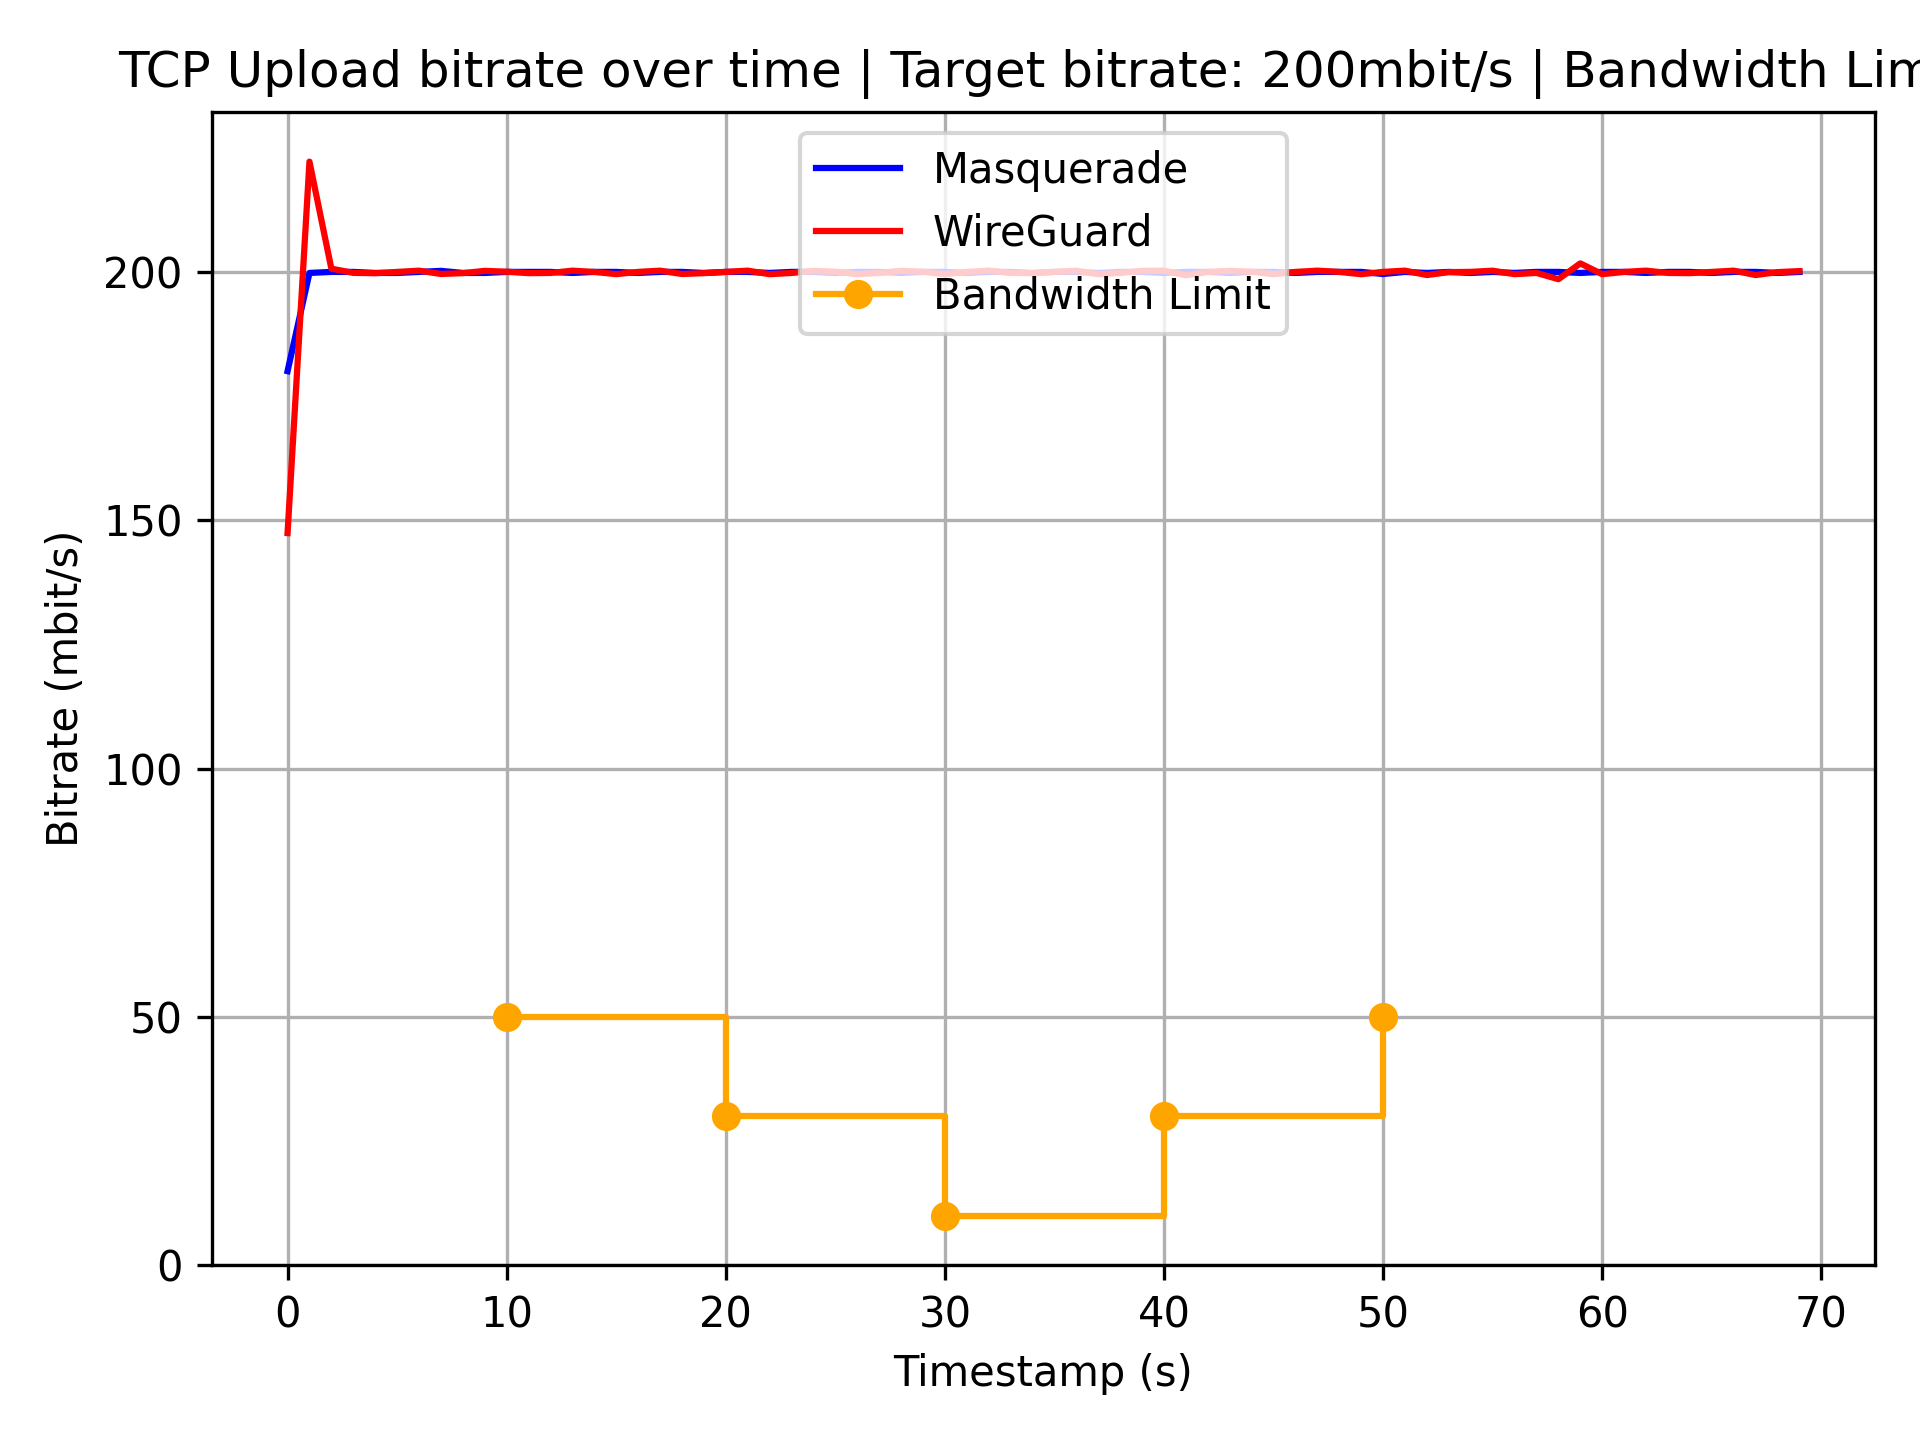 TCP Upload bitrate over time | Target bitrate: 200mbit/s | Bandwidth Lim
Masquerade
WireGuard
Bandwidth Limit
Bitrate (mbit/s)
200
150
100
50
0
0 10 20 30 40 50 60 70
Timestamp (s)